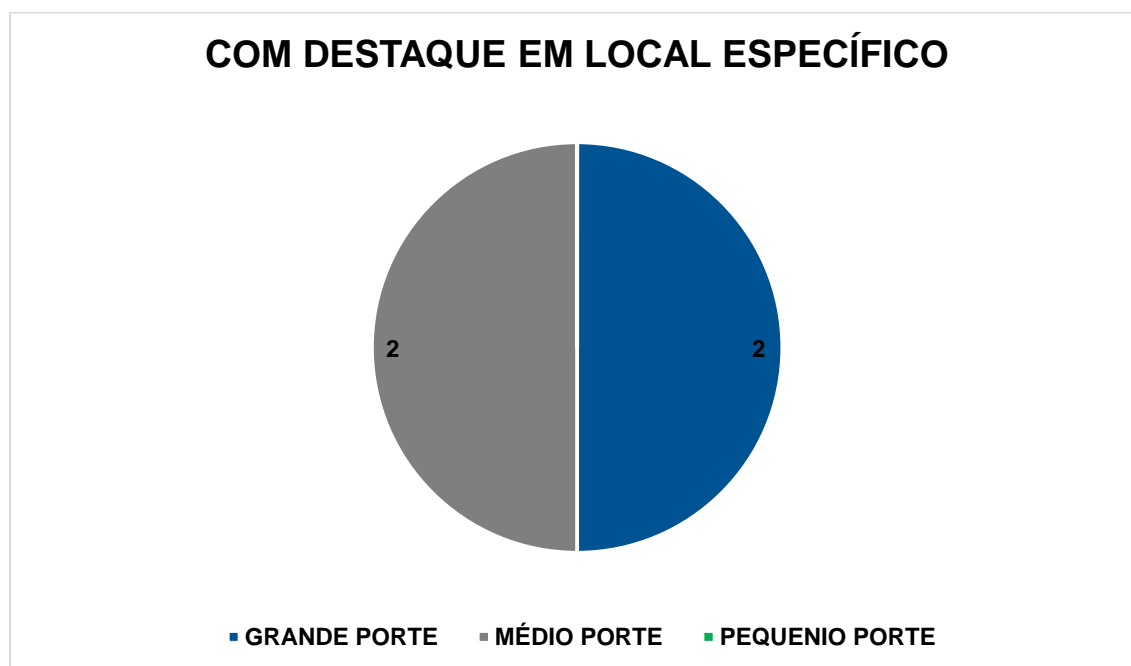 COM DESTAQUE EM LOCAL ESPECÍFICO
2 2
GRANDE PORTE MÉDIO PORTE PEQUENIO PORTE